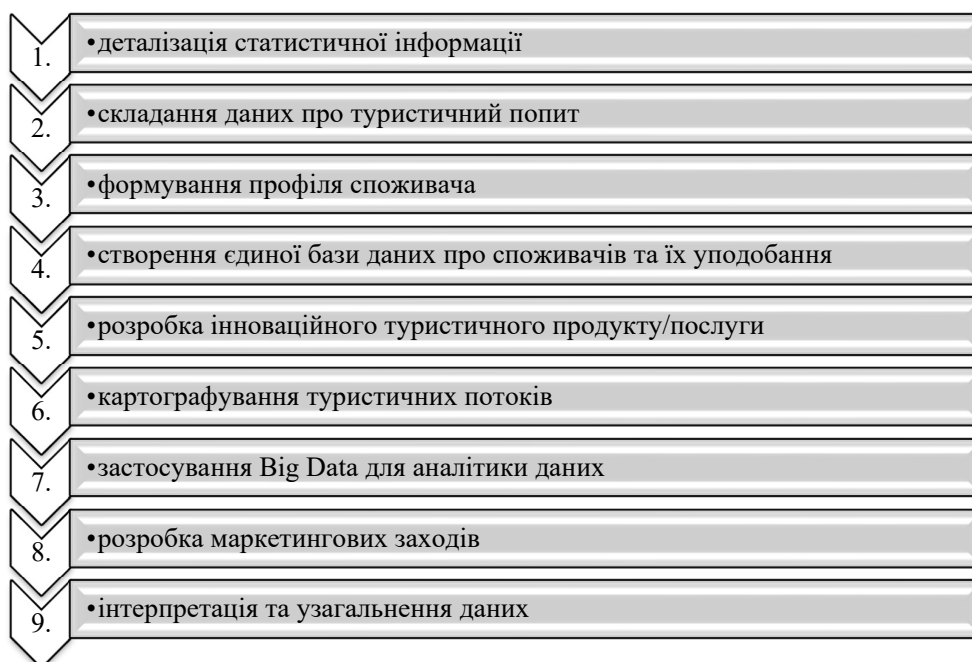 1. •деталізація статистичної інформації
2. •складання даних про туристичний попит
3. •формування профіля споживача
4. •створення єдиної бази даних про споживачів та їх уподобання
5. •розробка інноваційного туристичного продукту/послуги
6. •картографування туристичних потоків
7. •застосування Big Data для аналітики даних
8. •розробка маркетингових заходів
9. •інтерпретація та узагальнення даних